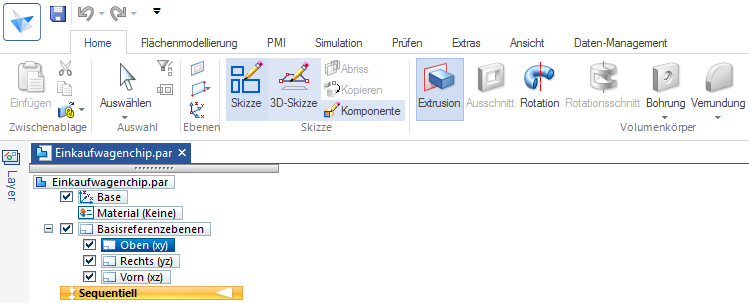 Home Flächenmodellierung PMI Simulation Prüfen Extras Ansicht Daten-Management
Einfügen Auswählen Skizze 3D-Skizze Abriss Kopieren Komponente Extrusion Ausschnitt Rotation Rotationsschnitt Bohrung Verrundung
Zwischenablage Auswahl Ebenen Skizze Volumenkörper
Layer
Einkaufwagenchip.par
Einkaufwagenchip.par
Base
Material (Keine)
Basisreferenzebenen
Oben (xy)
Rechts (yz)
Vorn (xz)
Sequentiell